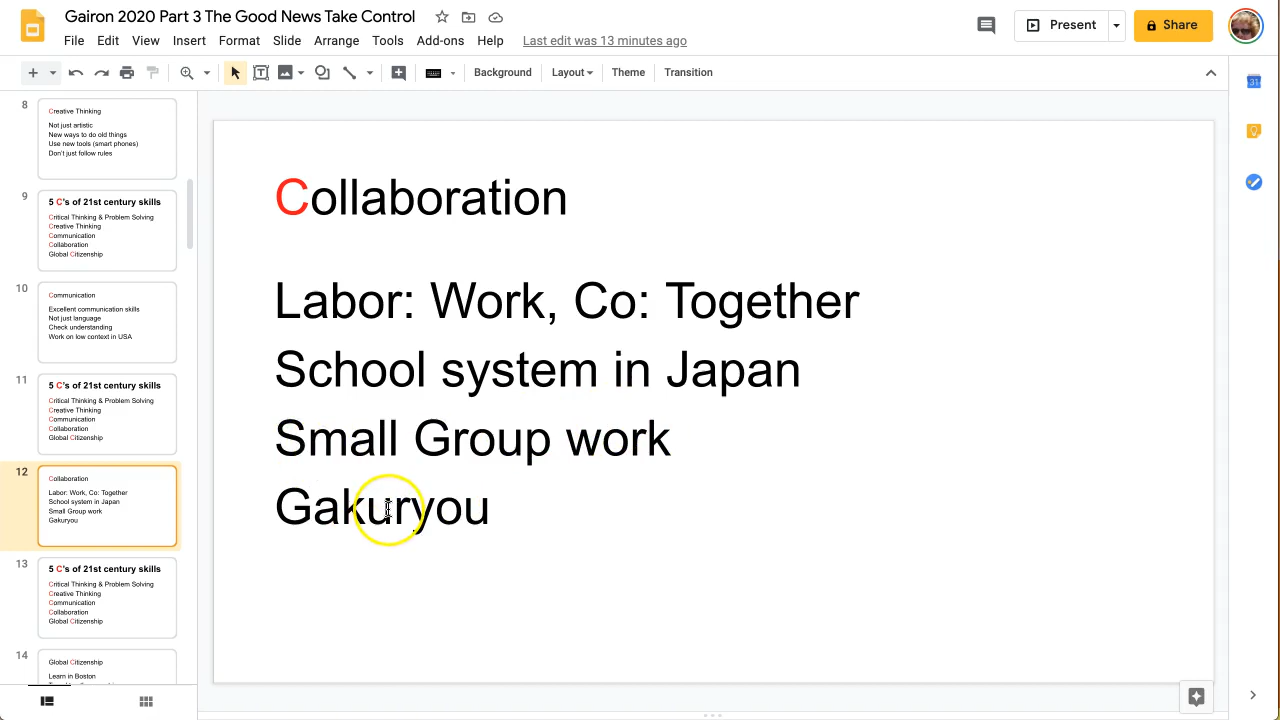 Gairon 2020 Part 3 The Good News Take Control
File Edit View Insert Format Slide Arrange Tools Add-ons Help Last edit was 13 minutes ago
Present
Share
Background Layout Theme Transition
31
8
Creative Thinking
Not just artistic
New ways to do old things
Use new tools (smart phones)
Don't just follow rules
9
5 C's of 21st century skills
Critical Thinking & Problem Solving
Creative Thinking
Communication
Collaboration
Global Citizenship
10
Communication
Excellent communication skills
Not just language
Check understanding
Work on low context in USA
11
5 C's of 21st century skills
Critical Thinking & Problem Solving
Creative Thinking
Communication
Collaboration
Global Citizenship
12
Collaboration
Labor: Work, Co: Together
School system in Japan
Small Group work
Gakuryou
13
5 C's of 21st century skills
Critical Thinking & Problem Solving
Creative Thinking
Communication
Collaboration
Global Citizenship
14
Global Citizenship
Learn in Boston
Collaboration
Labor: Work, Co: Together
School system in Japan
Small Group work
Gakuryou